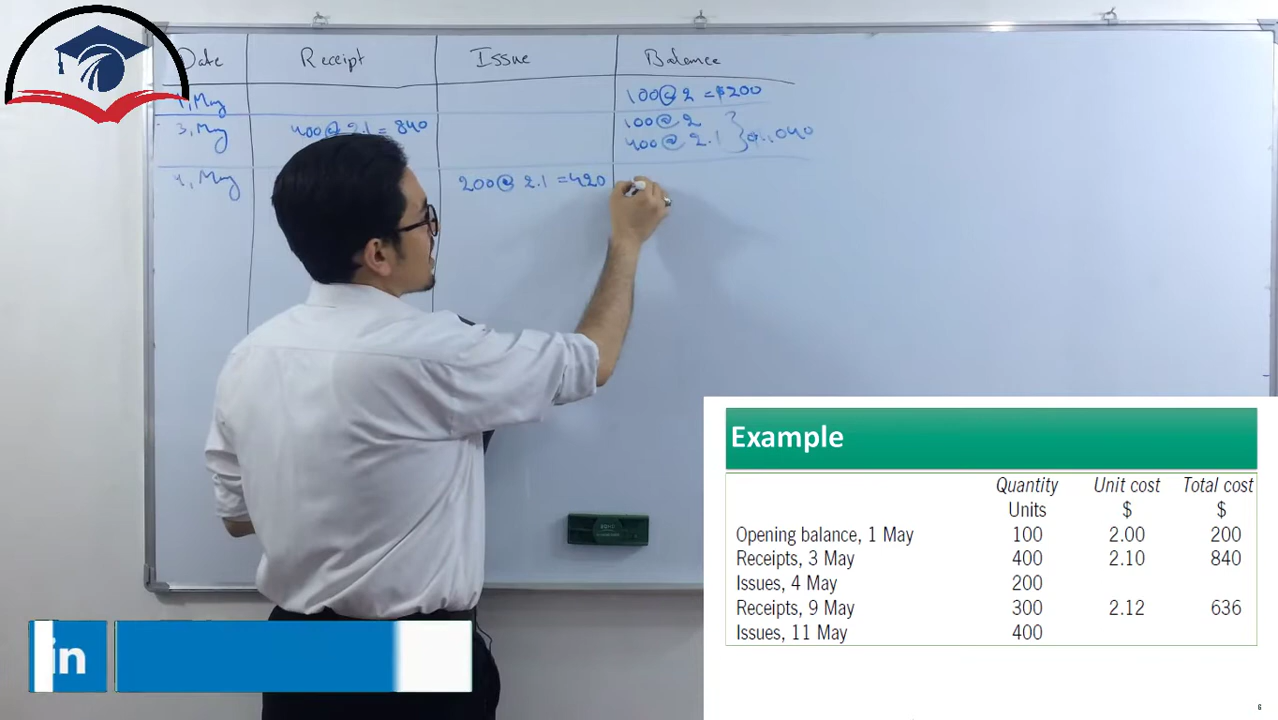 Date Receipt Issue Balance
1, May 100@2 = $200
3, May 400@ 2.1 = 840 100@ 2
400@ 2.1 } 1,040
4, May 200@ 2.1 = 420
Example
Quantity Unit cost Total cost
Units $ $
Opening balance, 1 May 100 2.00 200
Receipts, 3 May 400 2.10 840
Issues, 4 May 200
Receipts, 9 May 300 2.12 636
Issues, 11 May 400
in
6